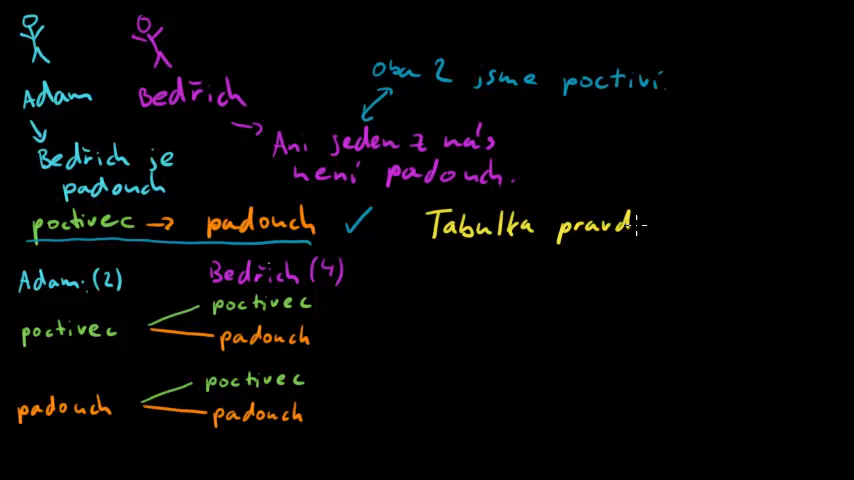 Adam
Bedřich
Oba 2 jsme poctiví.
Ani jeden z nás
není padouch.
Bedřich je
padouch
poctivec → padouch ✓
Tabulka pravd
Adam: (2)
Bedřich (4)
poctivec
poctivec
padouch
padouch
poctivec
padouch